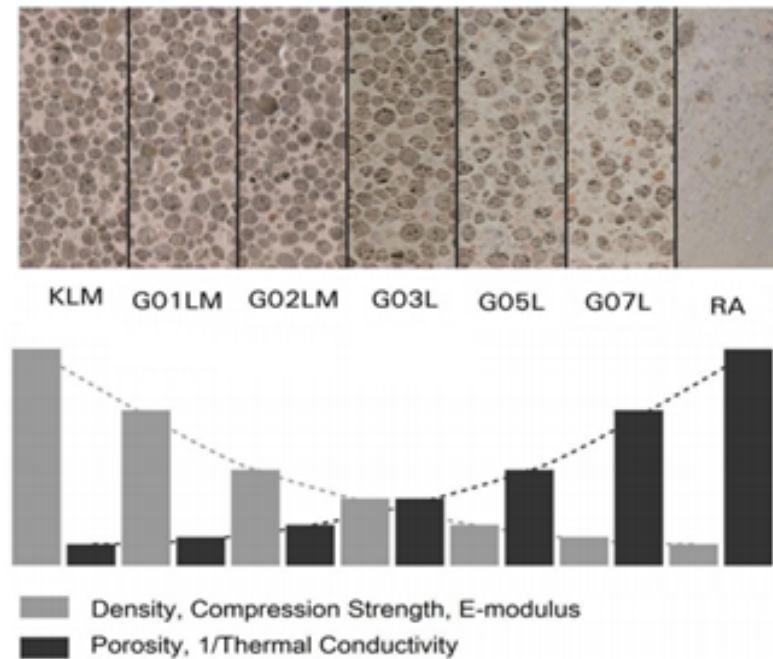 KLM G01LM G02LM G03L G05L G07L RA
Density, Compression Strength, E-modulus
Porosity, 1/Thermal Conductivity